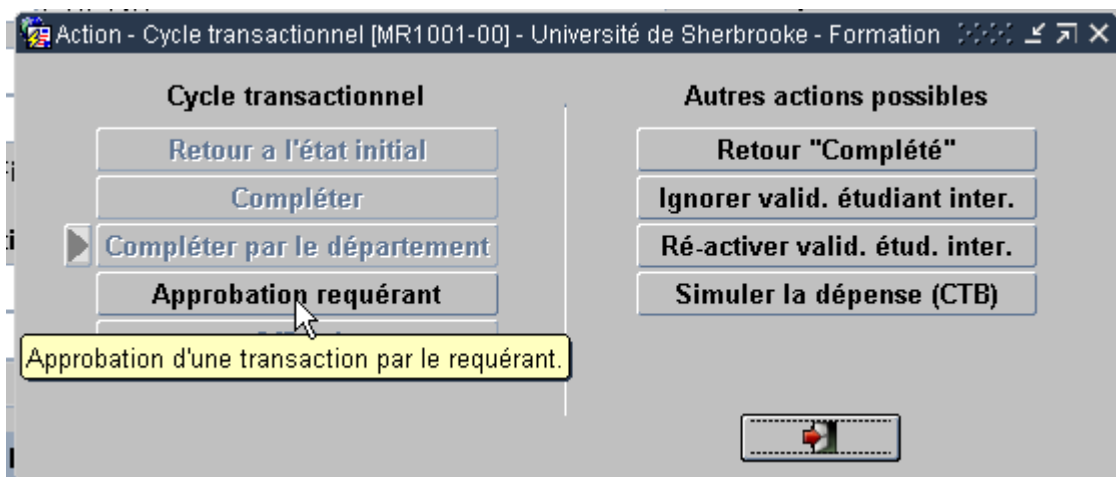 Action - Cycle transactionnel [MR1001-00] - Université de Sherbrooke - Formation
Cycle transactionnel
Retour a l'état initial
Compléter
Compléter par le département
Approbation requérant
Approbation d'une transaction par le requérant.
Autres actions possibles
Retour "Complété"
Ignorer valid. étudiant inter.
Ré-activer valid. étud. inter.
Simuler la dépense (CTB)